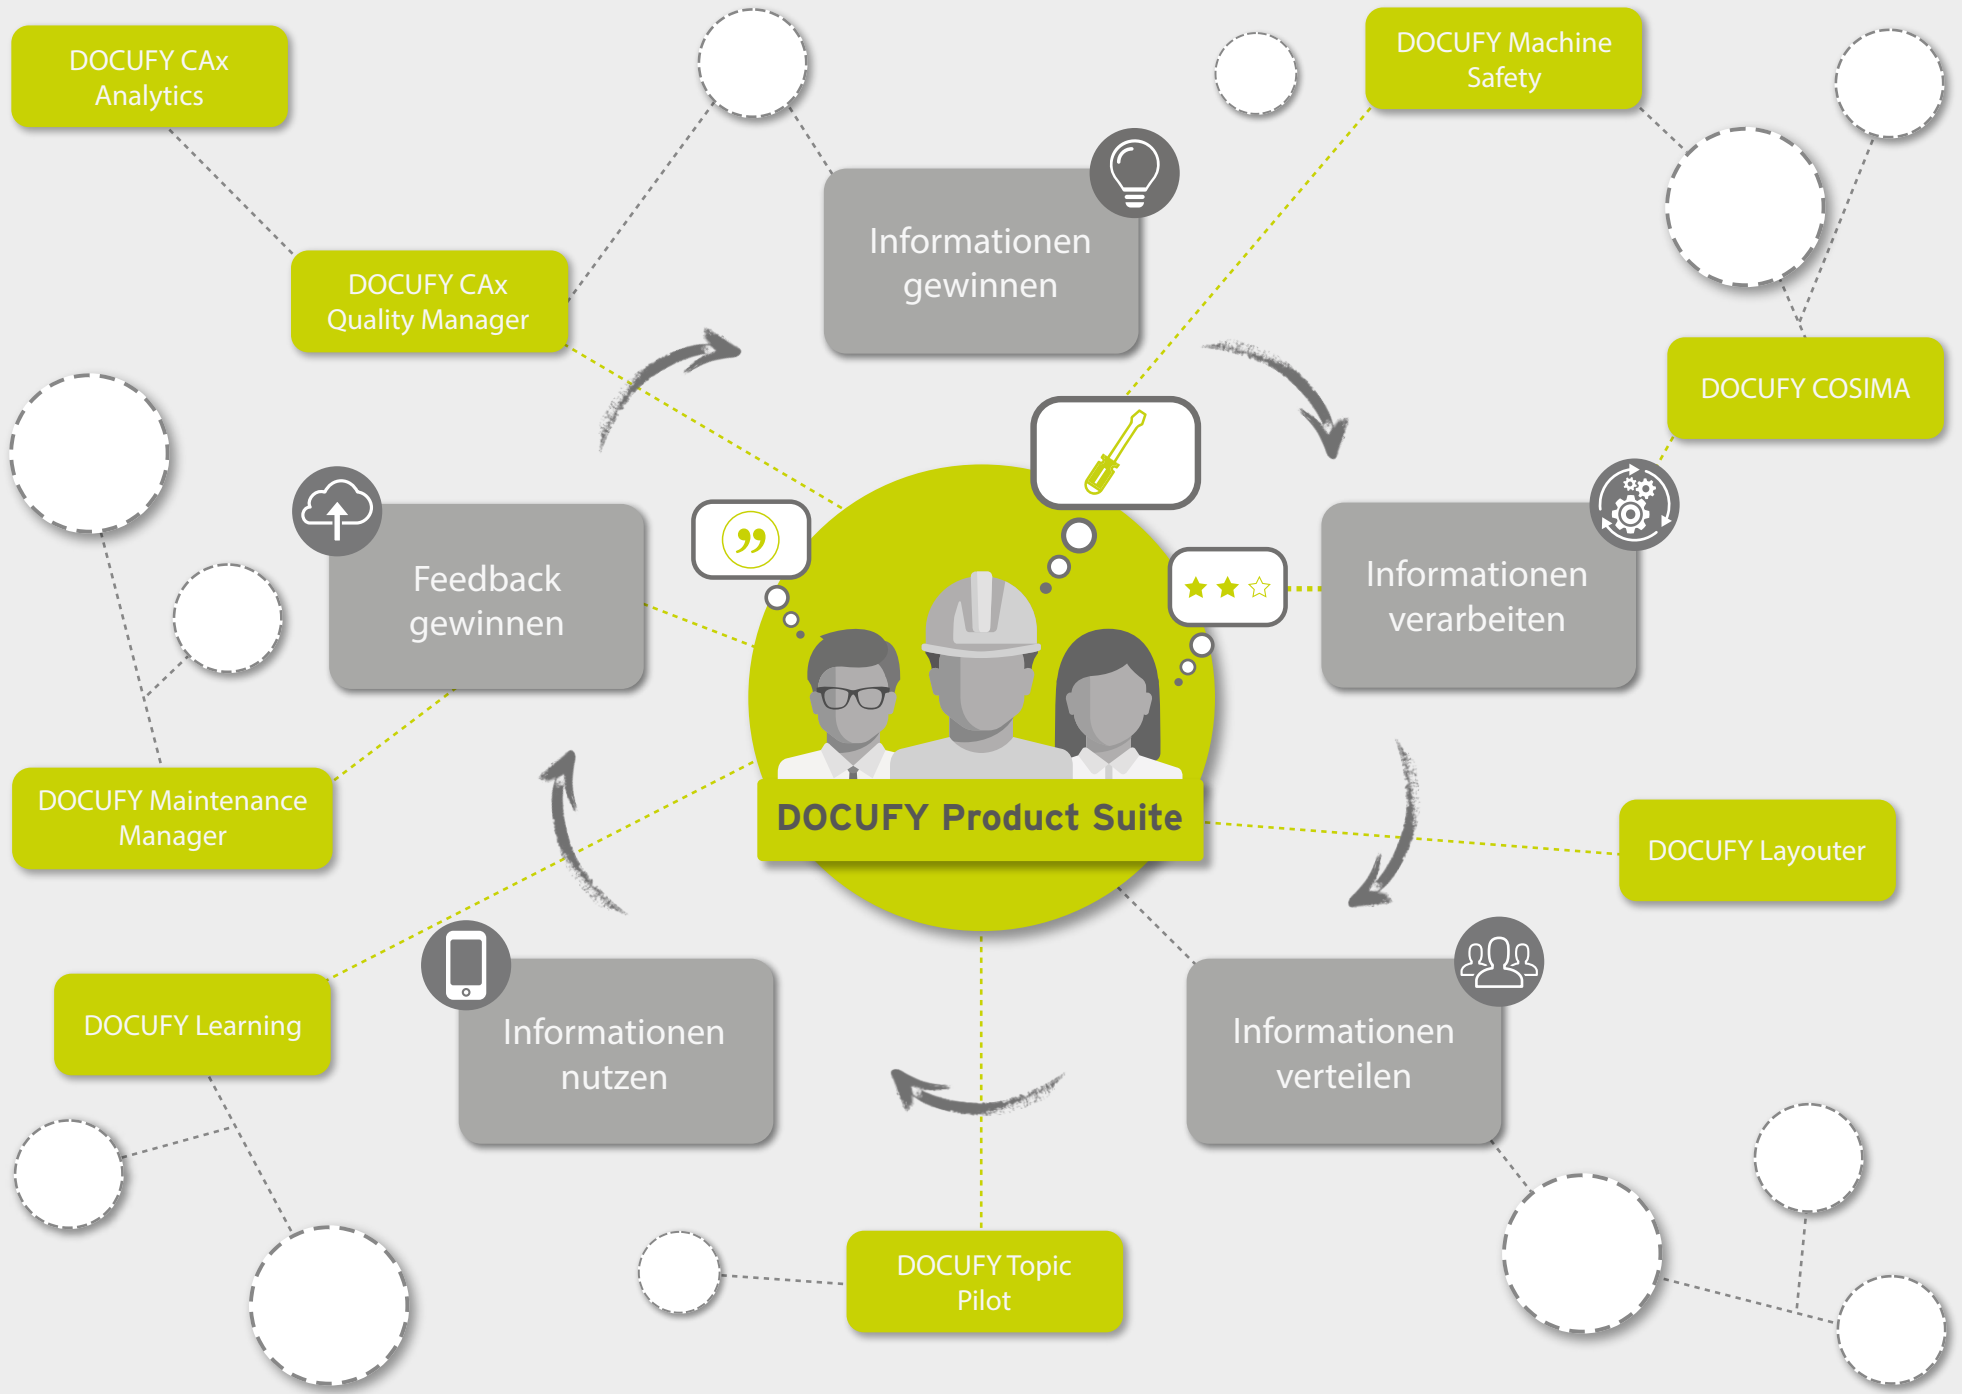 DOCUFY CAx
Analytics
DOCUFY Machine
Safety
Informationen
gewinnen
DOCUFY CAx
Quality Manager
DOCUFY COSIMA
Feedback
gewinnen
Informationen
verarbeiten
DOCUFY Maintenance
Manager
DOCUFY Product Suite
DOCUFY Layouter
DOCUFY Learning
Informationen
nutzen
Informationen
verteilen
DOCUFY Topic
Pilot